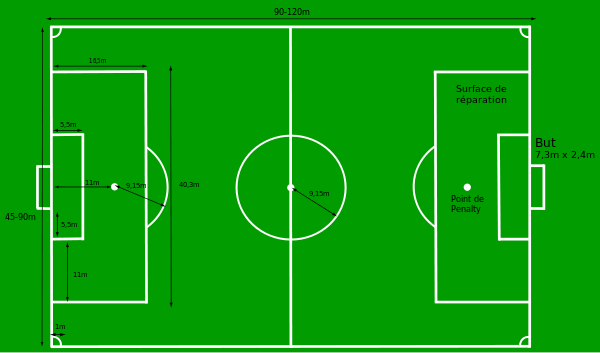 90-120m
16,5m
5,5m
Surface de
réparation
But
7,3m x 2,4m
11m
9,15m
40,3m
9,15m
Point de
Penalty
45-90m
5,5m
11m
1m